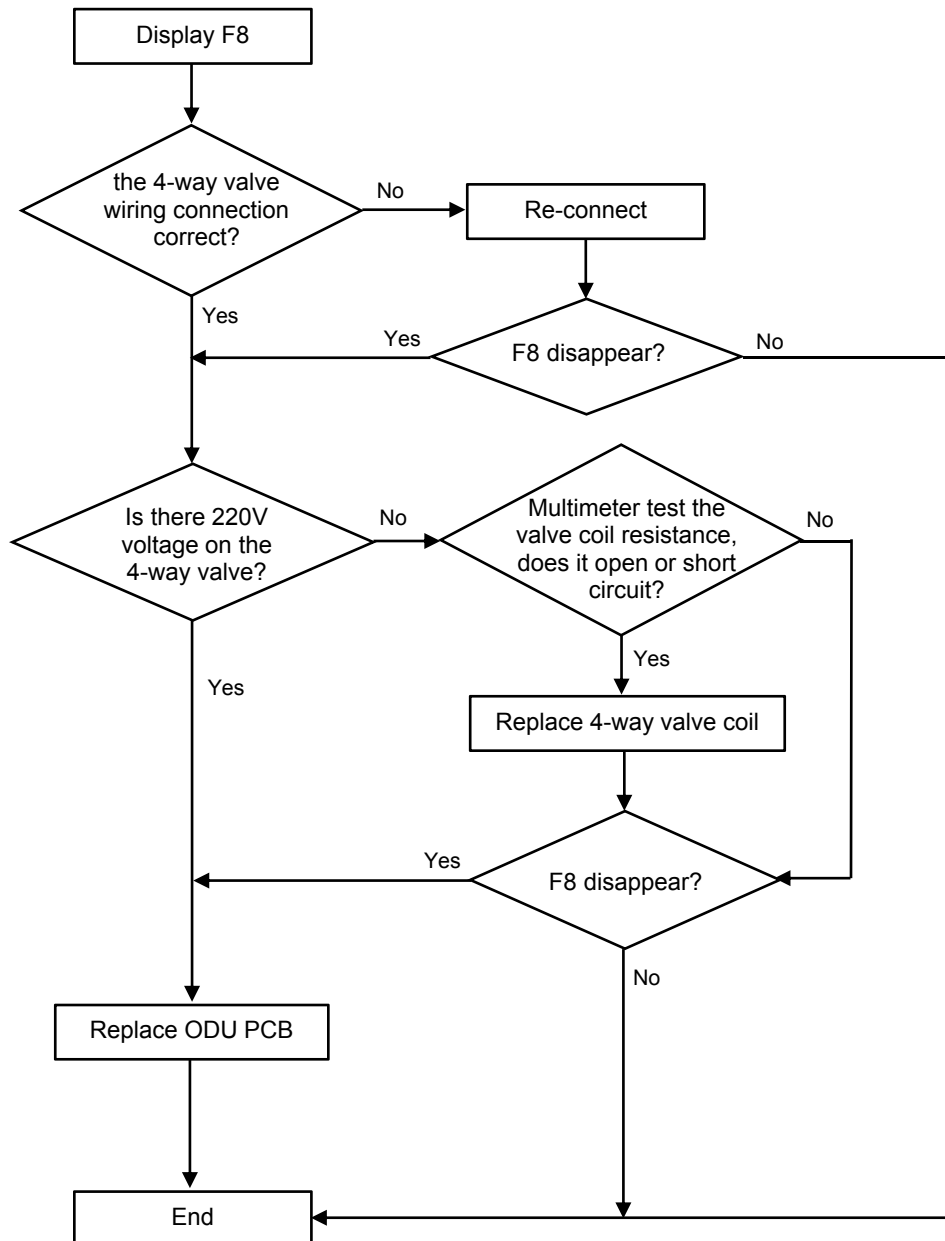 Display F8
the 4-way valve
wiring connection
correct?
No
Re-connect
Yes
Yes
F8 disappear?
No
Is there 220V
voltage on the
4-way valve?
No
Multimeter test the
valve coil resistance,
does it open or short
circuit?
No
Yes
Yes
Replace 4-way valve coil
Yes
F8 disappear?
No
Replace ODU PCB
End